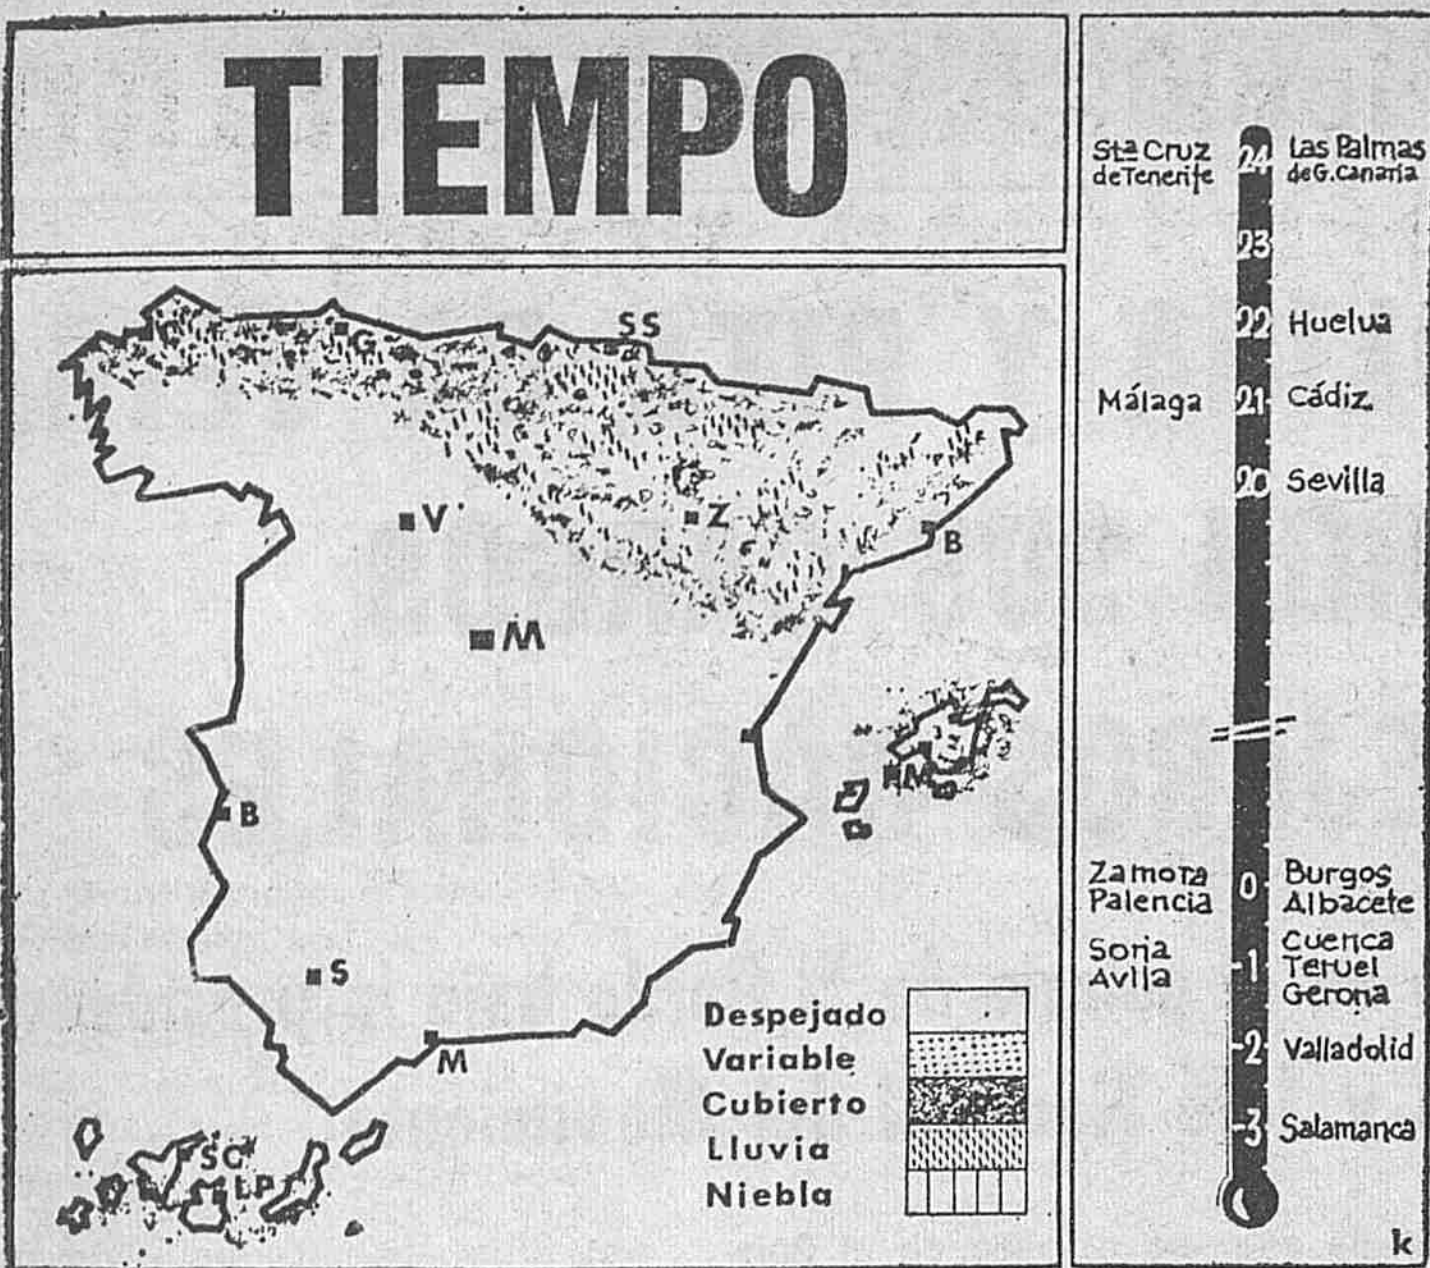 TIEMPO
SS
G
V
Z
B
M
PM
B
S
M
SC
LP
Despejado
Variable
Cubierto
Lluvia
Niebla
Sta Cruz de Tenerife 24 Las Palmas de G. Canaria
23
22 Huelva
Málaga 21 Cádiz
20 Sevilla
Zamora Palencia 0 Burgos Albacete
Soria Avila -1 Cuenca Teruel Gerona
-2 Valladolid
-3 Salamanca
k